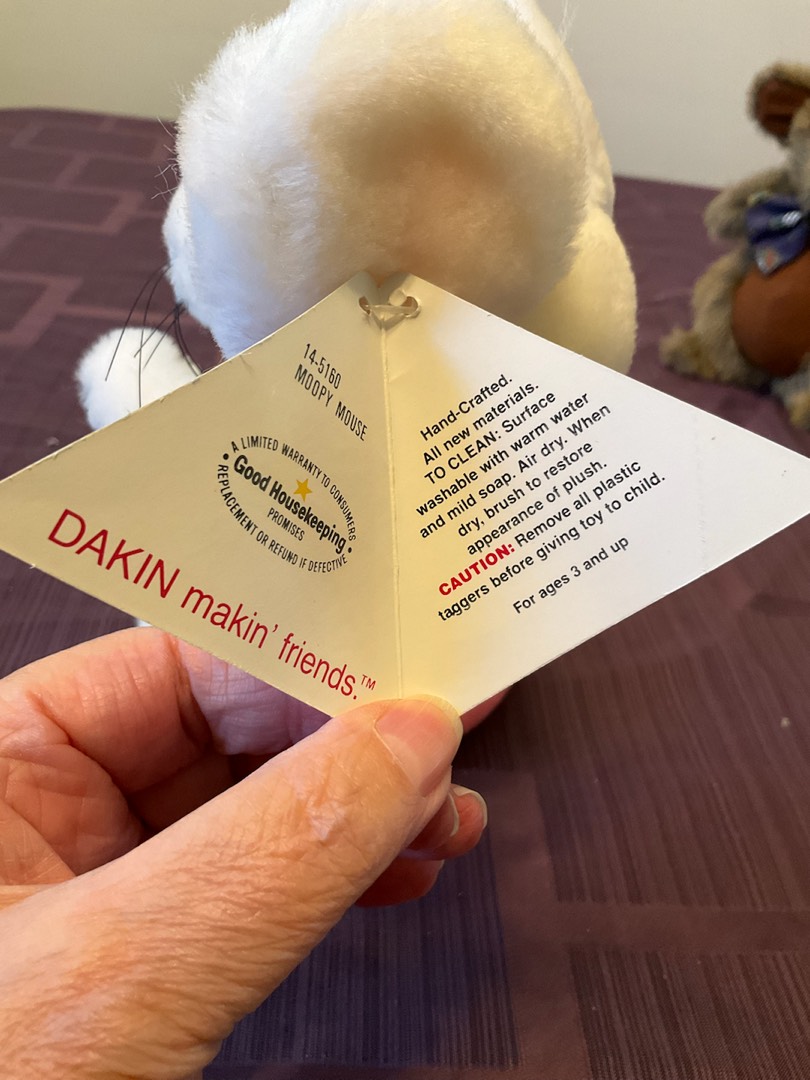 14-5160
MOOPY MOUSE
A LIMITED WARRANTY TO CONSUMERS
Good Housekeeping
PROMISES
REPLACEMENT OR REFUND IF DEFECTIVE
DAKIN makin' friends.™
Hand-Crafted.
All new materials.
TO CLEAN: Surface
washable with warm water
and mild soap. Air dry. When
dry, brush to restore
appearance of plush.
CAUTION: Remove all plastic
taggers before giving toy to child.
For ages 3 and up